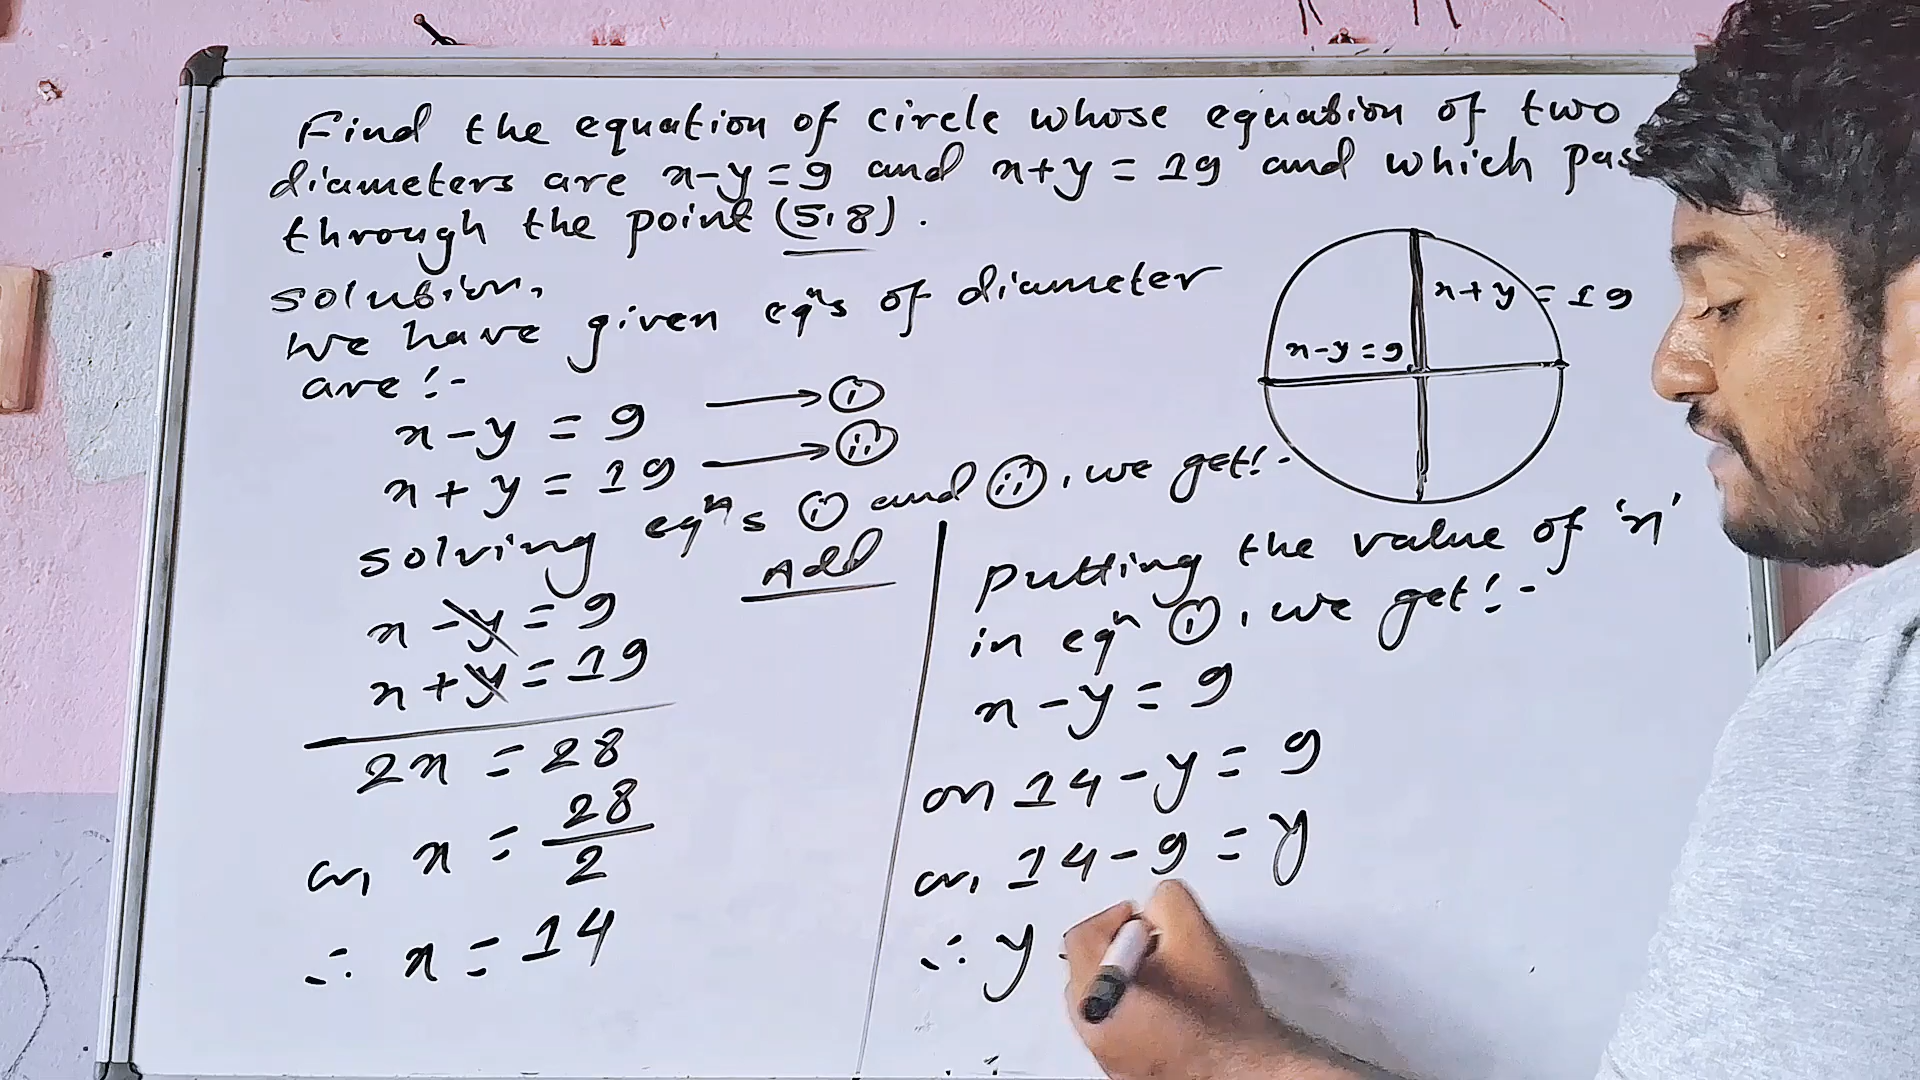 Find the equation of circle whose equation of two
diameters are x-y=9 and x+y=19 and which pas
through the point (5,8).
solution,
We have given eqⁿs of diameter
are:-
x-y=9 → (i)
x+y=19 → (ii)
x+y=19
x-y=9
solving eqⁿs (i) and (ii), we get:-
Add
x-y=9
x+y=19
2x=28
or, x=28/2
∴ x=14
putting the value of 'x'
in eqⁿ (i), we get:-
x-y=9
or 14-y=9
or, 14-9=y
∴ y